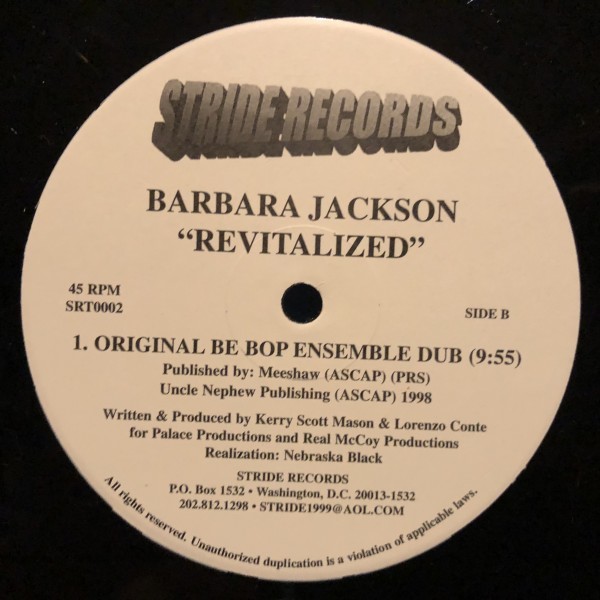 STRIDE RECORDS
BARBARA JACKSON
“REVITALIZED”
45 RPM
SRT0002
SIDE B
1. ORIGINAL BE BOP ENSEMBLE DUB (9:55)
Published by: Meeshaw (ASCAP) (PRS)
Uncle Nephew Publishing (ASCAP) 1998
Written & Produced by Kerry Scott Mason & Lorenzo Conte
for Palace Productions and Real McCoy Productions
Realization: Nebraska Black
STRIDE RECORDS
P.O. Box 1532 • Washington, D.C. 20013-1532
202.812.1298 • STRIDE1999@AOL.COM
All rights reserved. Unauthorized duplication is a violation of applicable laws.